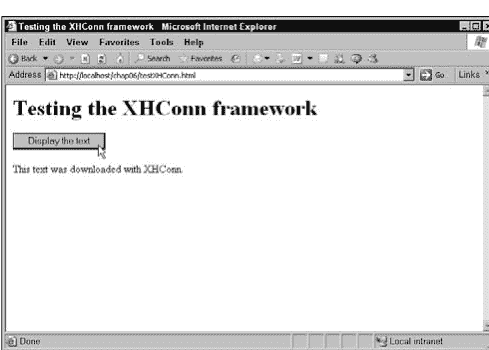 Testing the XHConn framework Microsoft Internet Explorer
File Edit View Favorites Tools Help
Back Search Favorites
Address http://localhost/chap06/testXHConn.html Go Links
Testing the XHConn framework
Display the text
This text was downloaded with XHConn.
Done Local intranet